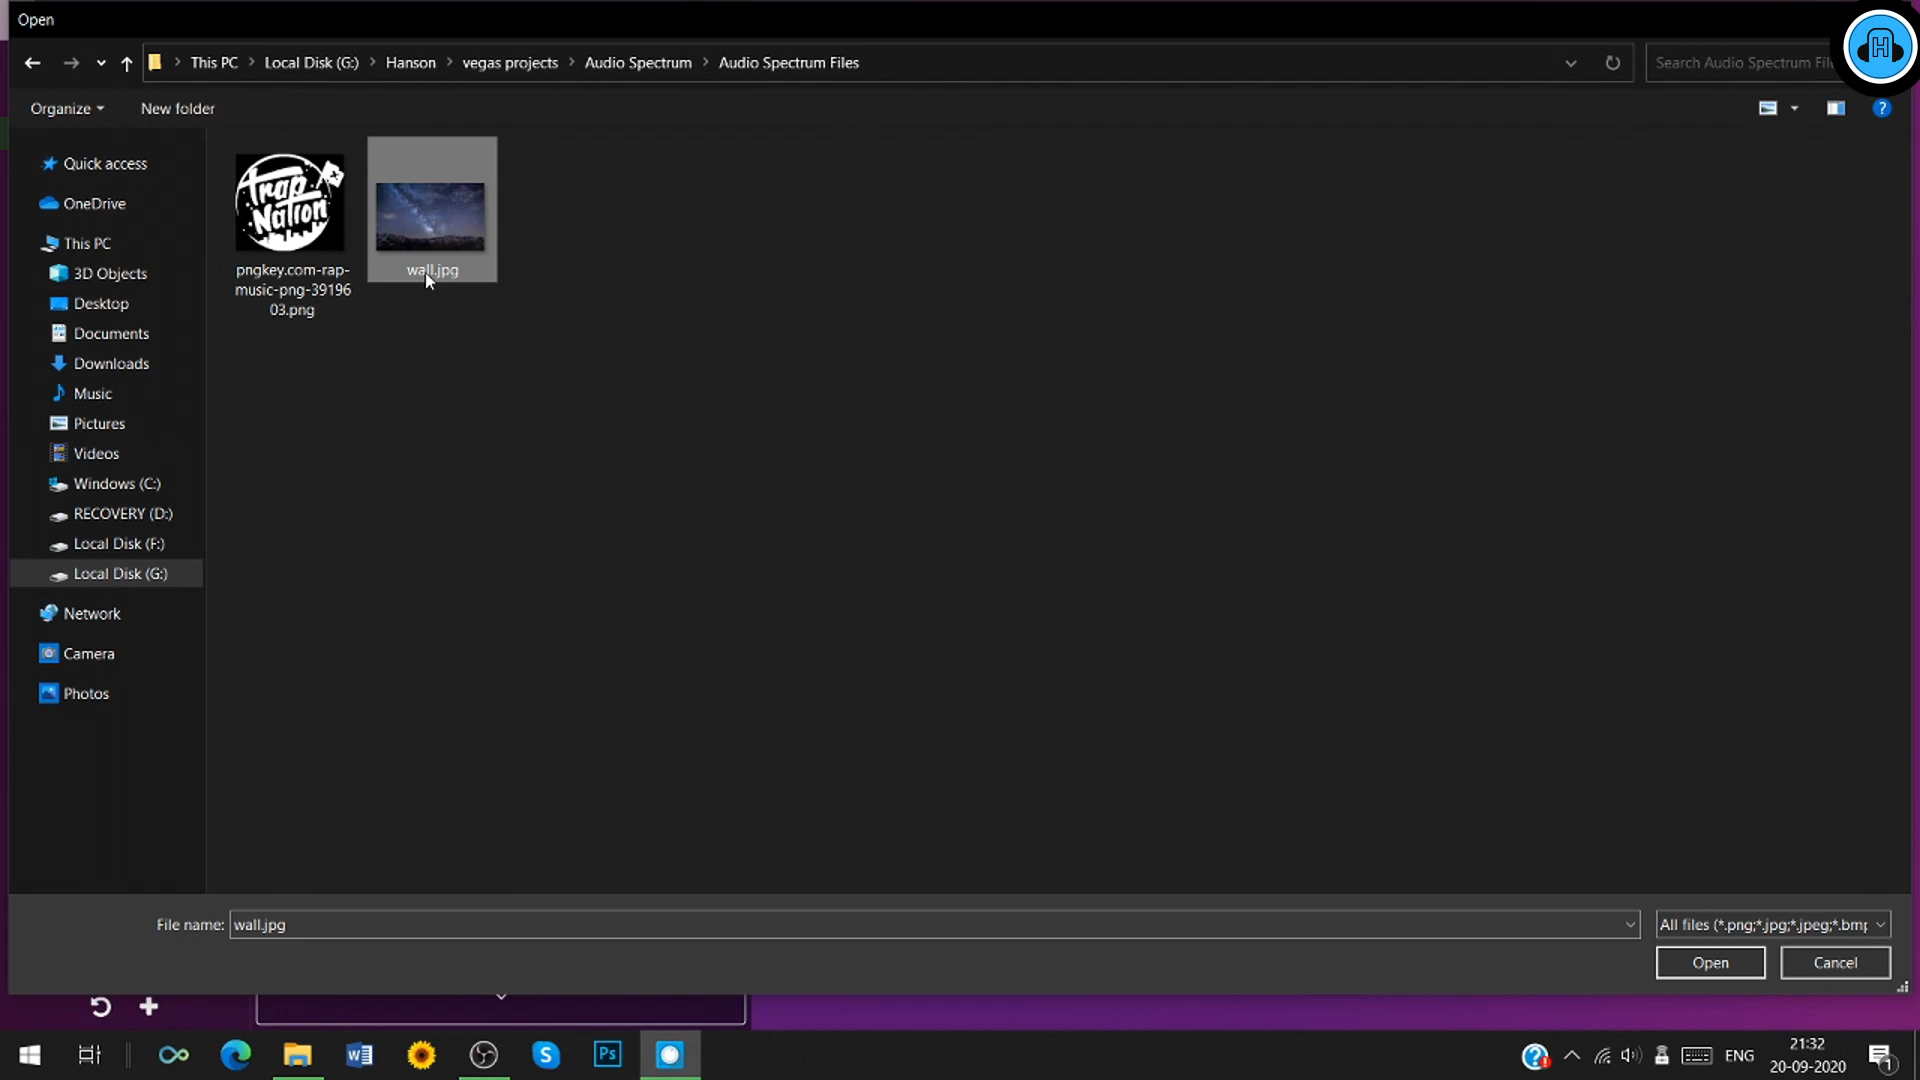 Open
This PC
Local Disk (G:)
Hanson
vegas projects
Audio Spectrum
Audio Spectrum Files
Search Audio Spectrum File
H
Organize
New folder
?
Quick access
OneDrive
This PC
3D Objects
Desktop
Documents
Downloads
Music
Pictures
Videos
Windows (C:)
RECOVERY (D:)
Local Disk (F:)
Local Disk (G:)
Network
Camera
Photos
Trap
Nation
pngkey.com-rap-
music-png-39196
03.png
wall.jpg
File name:
wall.jpg
All files (*.png;*.jpg;*.jpeg;*.bmp
Open
Cancel
W
S
Ps
?
ENG
21:32
20-09-2020
1